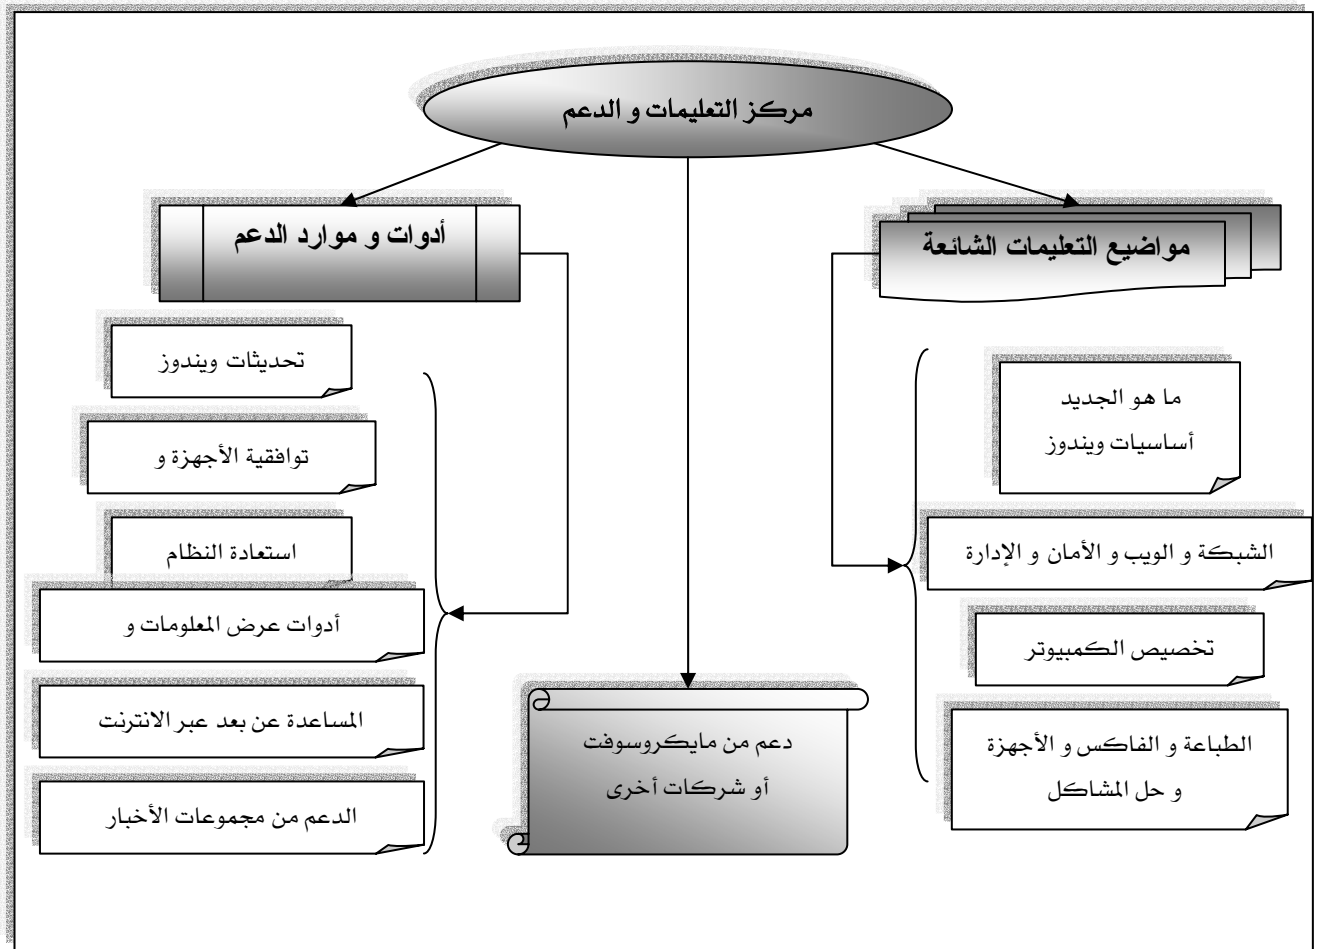 مركز التعليمات و الدعم
مواضيع التعليمات الشائعة
ما هو الجديد
أساسيات ويندوز
الشبكة و الويب و الأمان و الإدارة
تخصيص الكمبيوتر
الطباعة و الفاكس و الأجهزة
و حل المشاكل
دعم من مايكروسوفت
أو شركات أخرى
أدوات و موارد الدعم
تحديثات ويندوز
توافقية الأجهزة و
استعادة النظام
أدوات عرض المعلومات و
المساعدة عن بعد عبر الانترنت
الدعم من مجموعات الأخبار